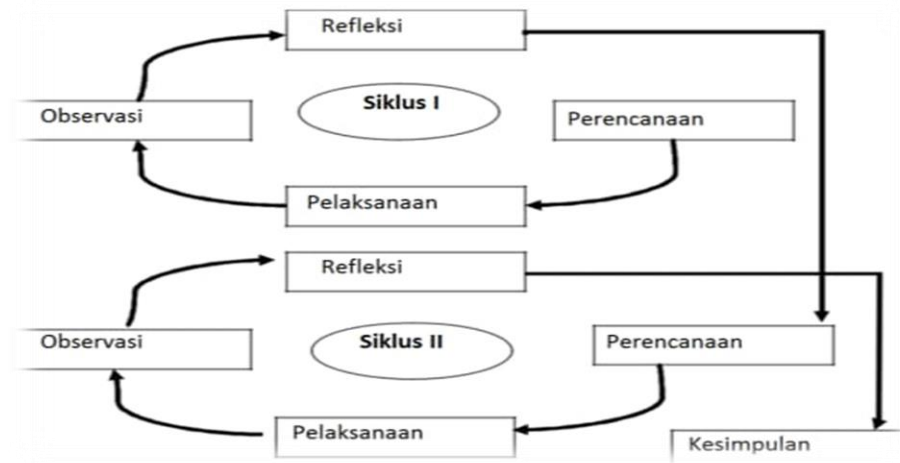 Refleksi
Siklus I
Observasi
Perencanaan
Pelaksanaan
Refleksi
Siklus II
Observasi
Perencanaan
Pelaksanaan
Kesimpulan